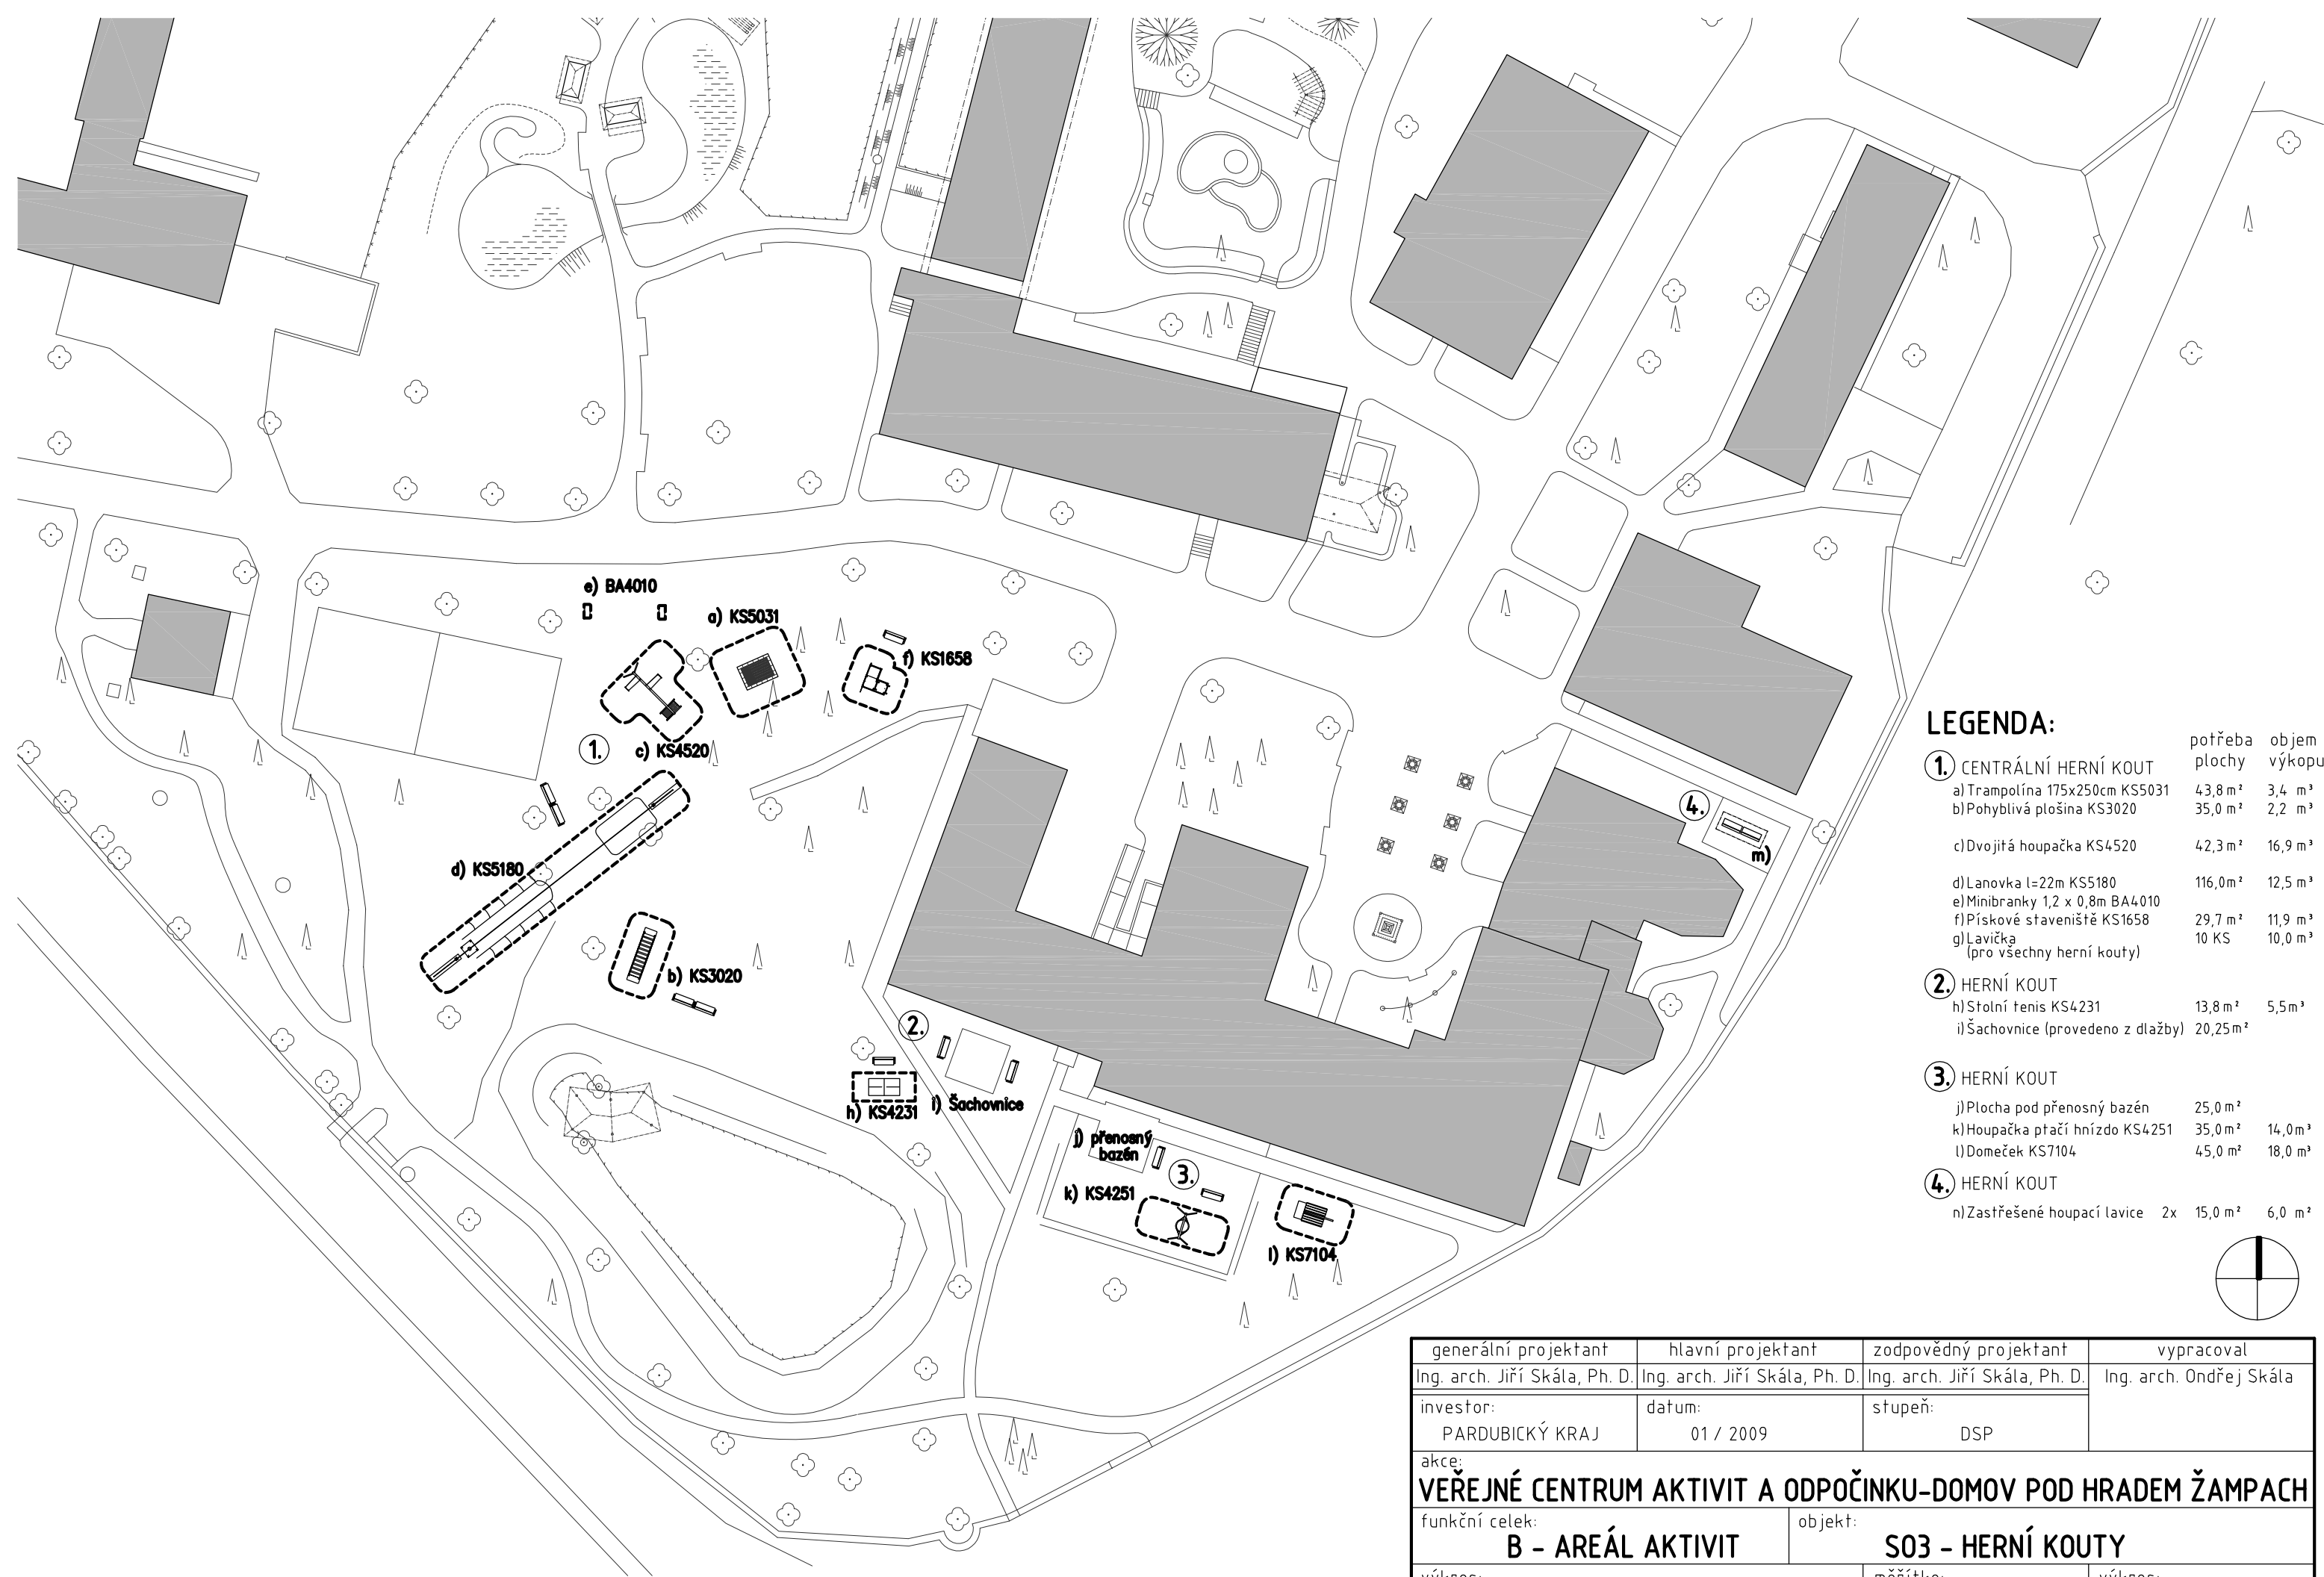 e) BA4010
a) KS5031
f) KS1658
1.
c) KS4520
d) KS5180
b) KS3020
2.
h) KS4231
i) Šachovnice
j) přenosný
bazén
3.
k) KS4251
l) KS7104
4.
m)
LEGENDA:
potřeba objem
plochy výkopu
1. CENTRÁLNÍ HERNÍ KOUT
a) Trampolína 175x250cm KS5031 43,8 m² 3,4 m³
b) Pohyblivá plošina KS3020 35,0 m² 2,2 m³
c) Dvojitá houpačka KS4520 42,3 m² 16,9 m³
d) Lanovka l=22m KS5180 116,0m² 12,5 m³
e) Minibranky 1,2 x 0,8m BA4010
f) Pískové staveniště KS1658 29,7 m² 11,9 m³
g) Lavička 10 KS 10,0 m³
(pro všechny herní kouty)
2. HERNÍ KOUT
h) Stolní tenis KS4231 13,8 m² 5,5m³
i) Šachovnice (provedeno z dlažby) 20,25m²
3. HERNÍ KOUT
j) Plocha pod přenosný bazén 25,0 m²
k) Houpačka ptačí hnízdo KS4251 35,0 m² 14,0m³
l) Domeček KS7104 45,0 m² 18,0 m³
4. HERNÍ KOUT
n) Zastřešené houpací lavice 2x 15,0 m² 6,0 m²
generální projektant hlavní projektant zodpovědný projektant vypracoval
Ing. arch. Jiří Skála, Ph. D. Ing. arch. Jiří Skála, Ph. D. Ing. arch. Jiří Skála, Ph. D. Ing. arch. Ondřej Skála
investor: datum: stupeň:
PARDUBICKÝ KRAJ 01 / 2009 DSP
akce:
VEŘEJNÉ CENTRUM AKTIVIT A ODPOČINKU-DOMOV POD HRADEM ŽAMPACH
funkční celek: objekt:
B - AREÁL AKTIVIT SO3 - HERNÍ KOUTY
výkres: měřítko: výkres: